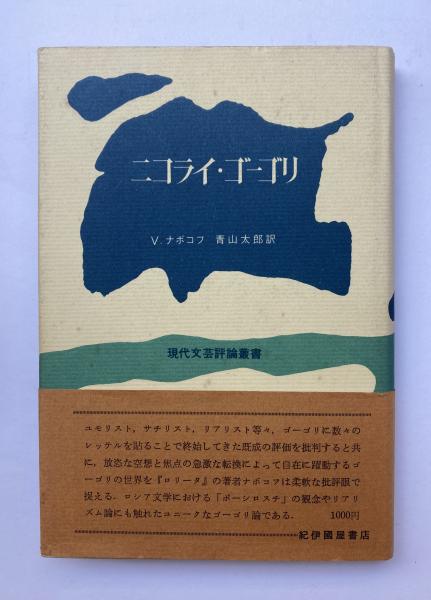 ニコライ・ゴーゴリ
V.ナボコフ 青山太郎訳
現代文芸評論叢書
ユモリスト，サチリスト，リアリスト等々，ゴーゴリに数々の
レッテルを貼ることで終始してきた既成の評価を批判すると共
に，放恣な空想と焦点の急激な転換によって自在に躍動するゴ
ーゴリの世界を『ロリータ』の著者ナボコフは柔軟な批評眼で
捉える．ロシア文学における「ポーシロスチ」の観念やリアリ
ズム論にも触れたユニークなゴーゴリ論である． 1000円
紀伊國屋書店